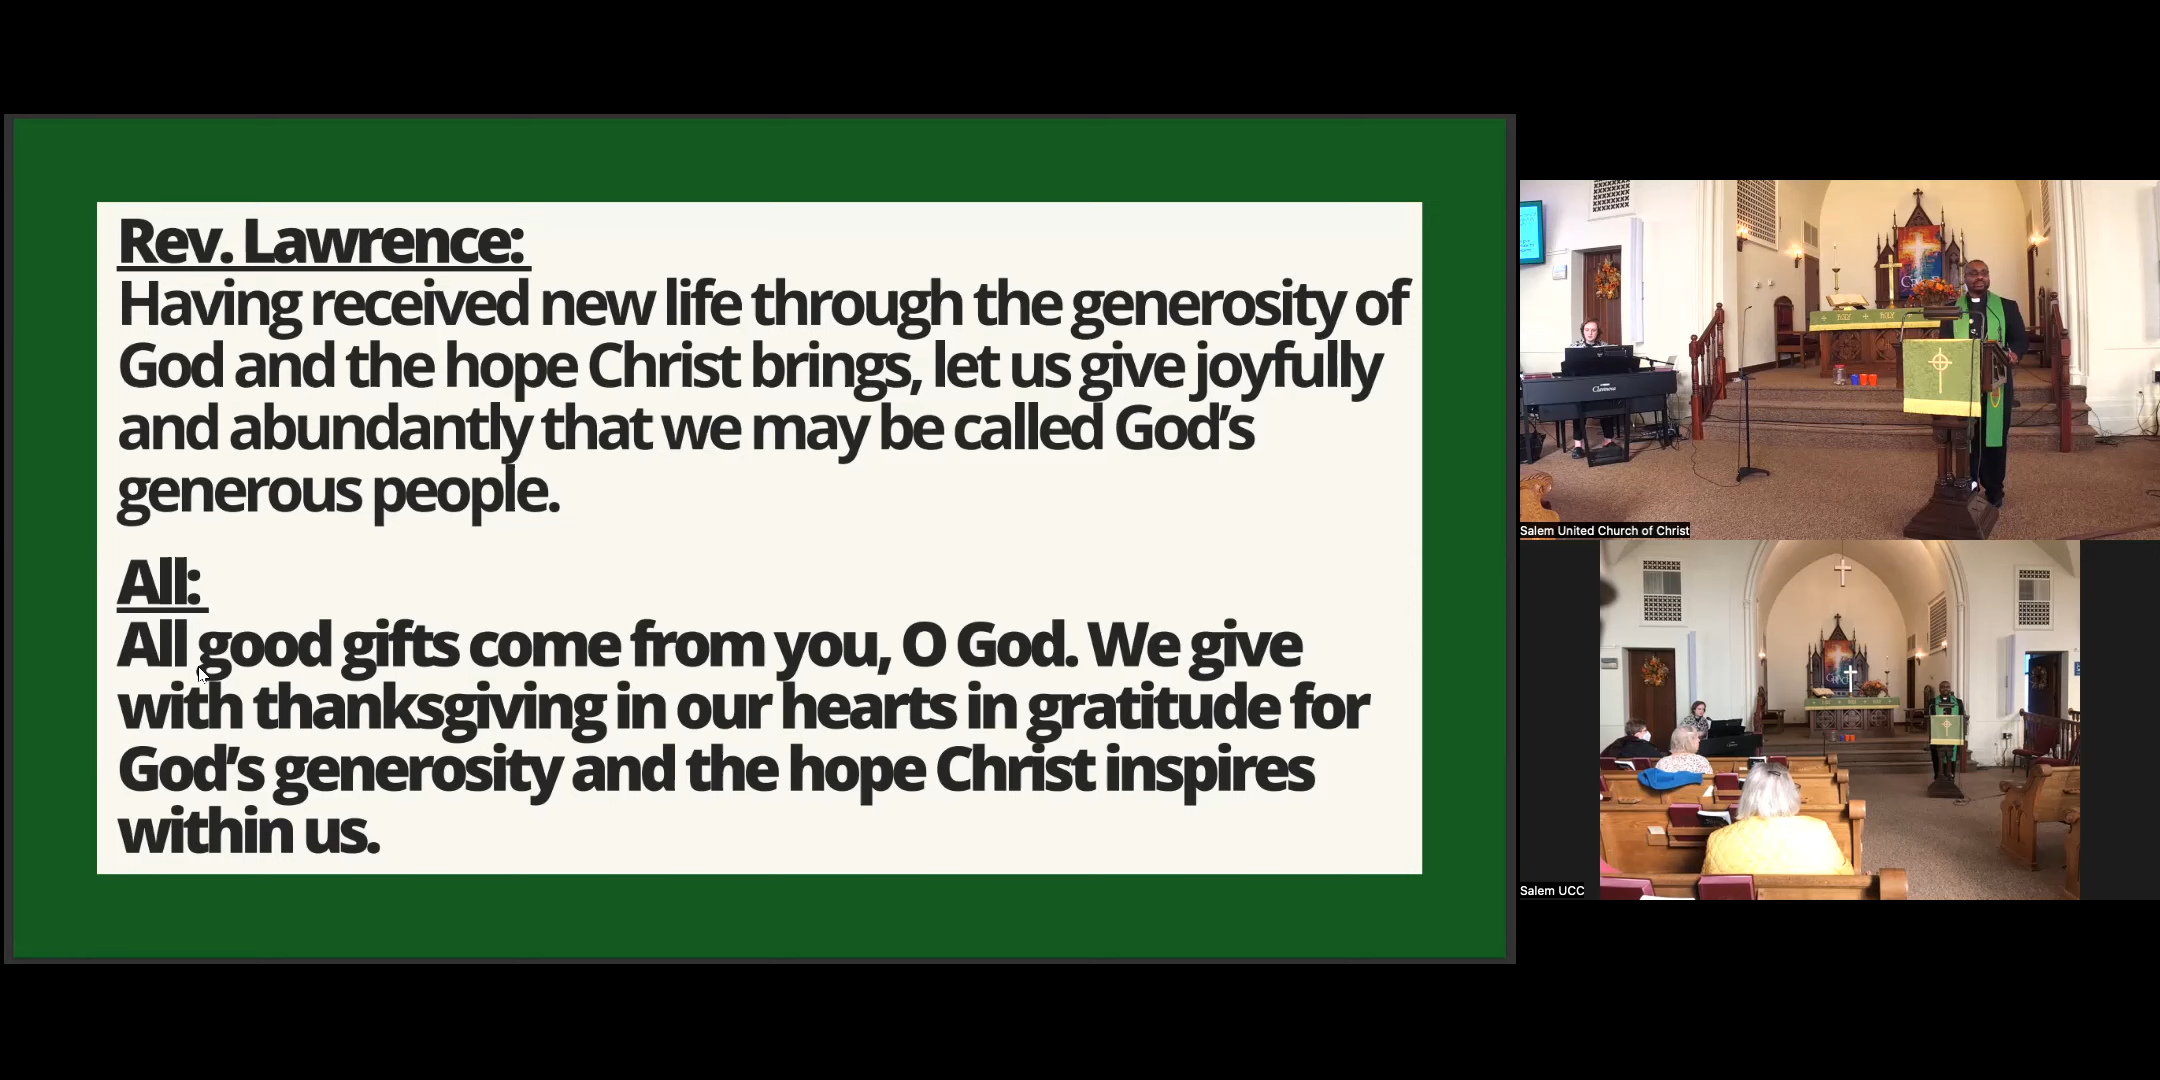 Rev. Lawrence:
Having received new life through the generosity of
God and the hope Christ brings, let us give joyfully
and abundantly that we may be called God's
generous people.
All:
All good gifts come from you, O God. We give
with thanksgiving in our hearts in gratitude for
God's generosity and the hope Christ inspires
within us.
HOLY HOLY
Clavinova
Salem United Church of Christ
Salem UCC